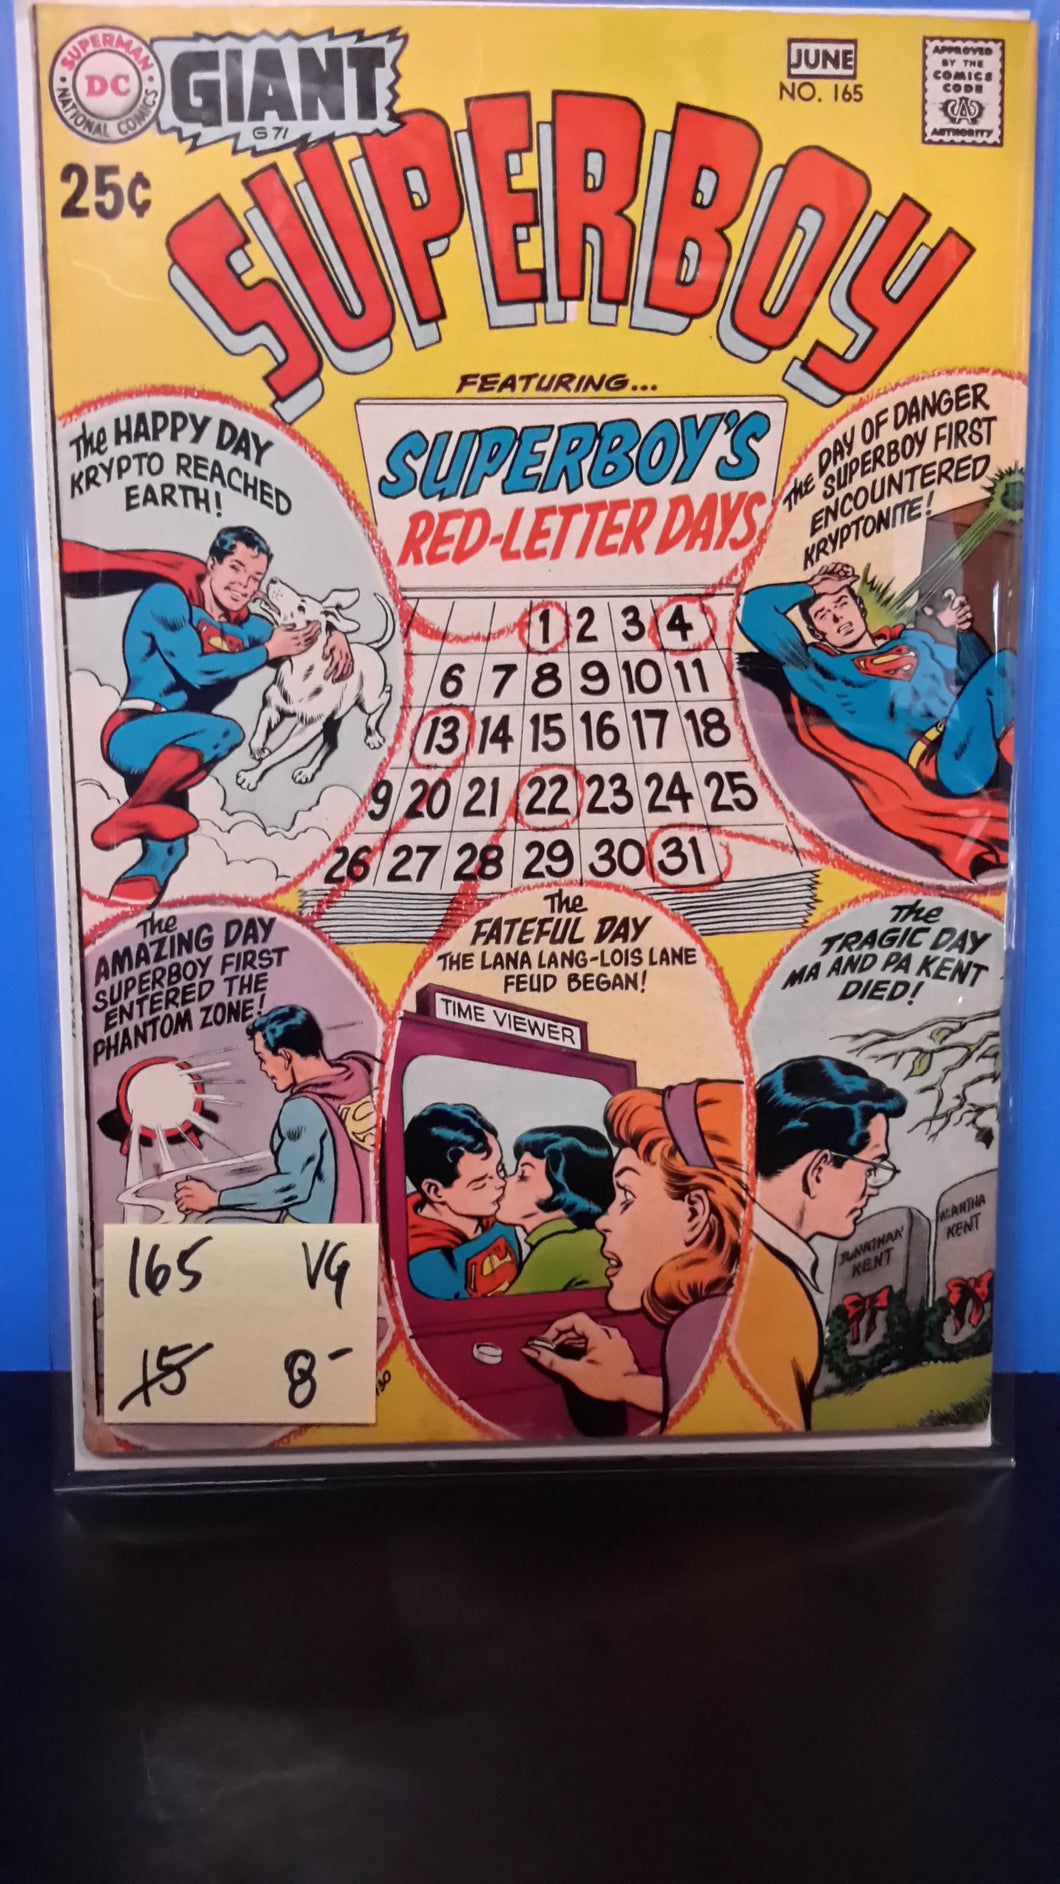 SUPERMAN
DC
NATIONAL COMICS
GIANT
G 71
25¢
JUNE
NO. 165
APPROVED
BY THE
COMICS
CODE
AUTHORITY
SUPERBOY
FEATURING...
SUPERBOY'S
RED-LETTER DAYS
The HAPPY DAY
KRYPTO REACHED
EARTH!
The DAY OF DANGER
SUPERBOY FIRST
ENCOUNTERED
KRYPTONITE!
1 2 3 4
6 7 8 9 10 11
13 14 15 16 17 18
9 20 21 22 23 24 25
26 27 28 29 30 31
The
AMAZING DAY
SUPERBOY FIRST
ENTERED THE
PHANTOM ZONE!
The
FATEFUL DAY
THE LANA LANG-LOIS LANE
FEUD BEGAN!
TIME VIEWER
The
TRAGIC DAY
MA AND PA KENT
DIED!
JONATHAN
KENT
MARTHA
KENT
165 VG
15 8-